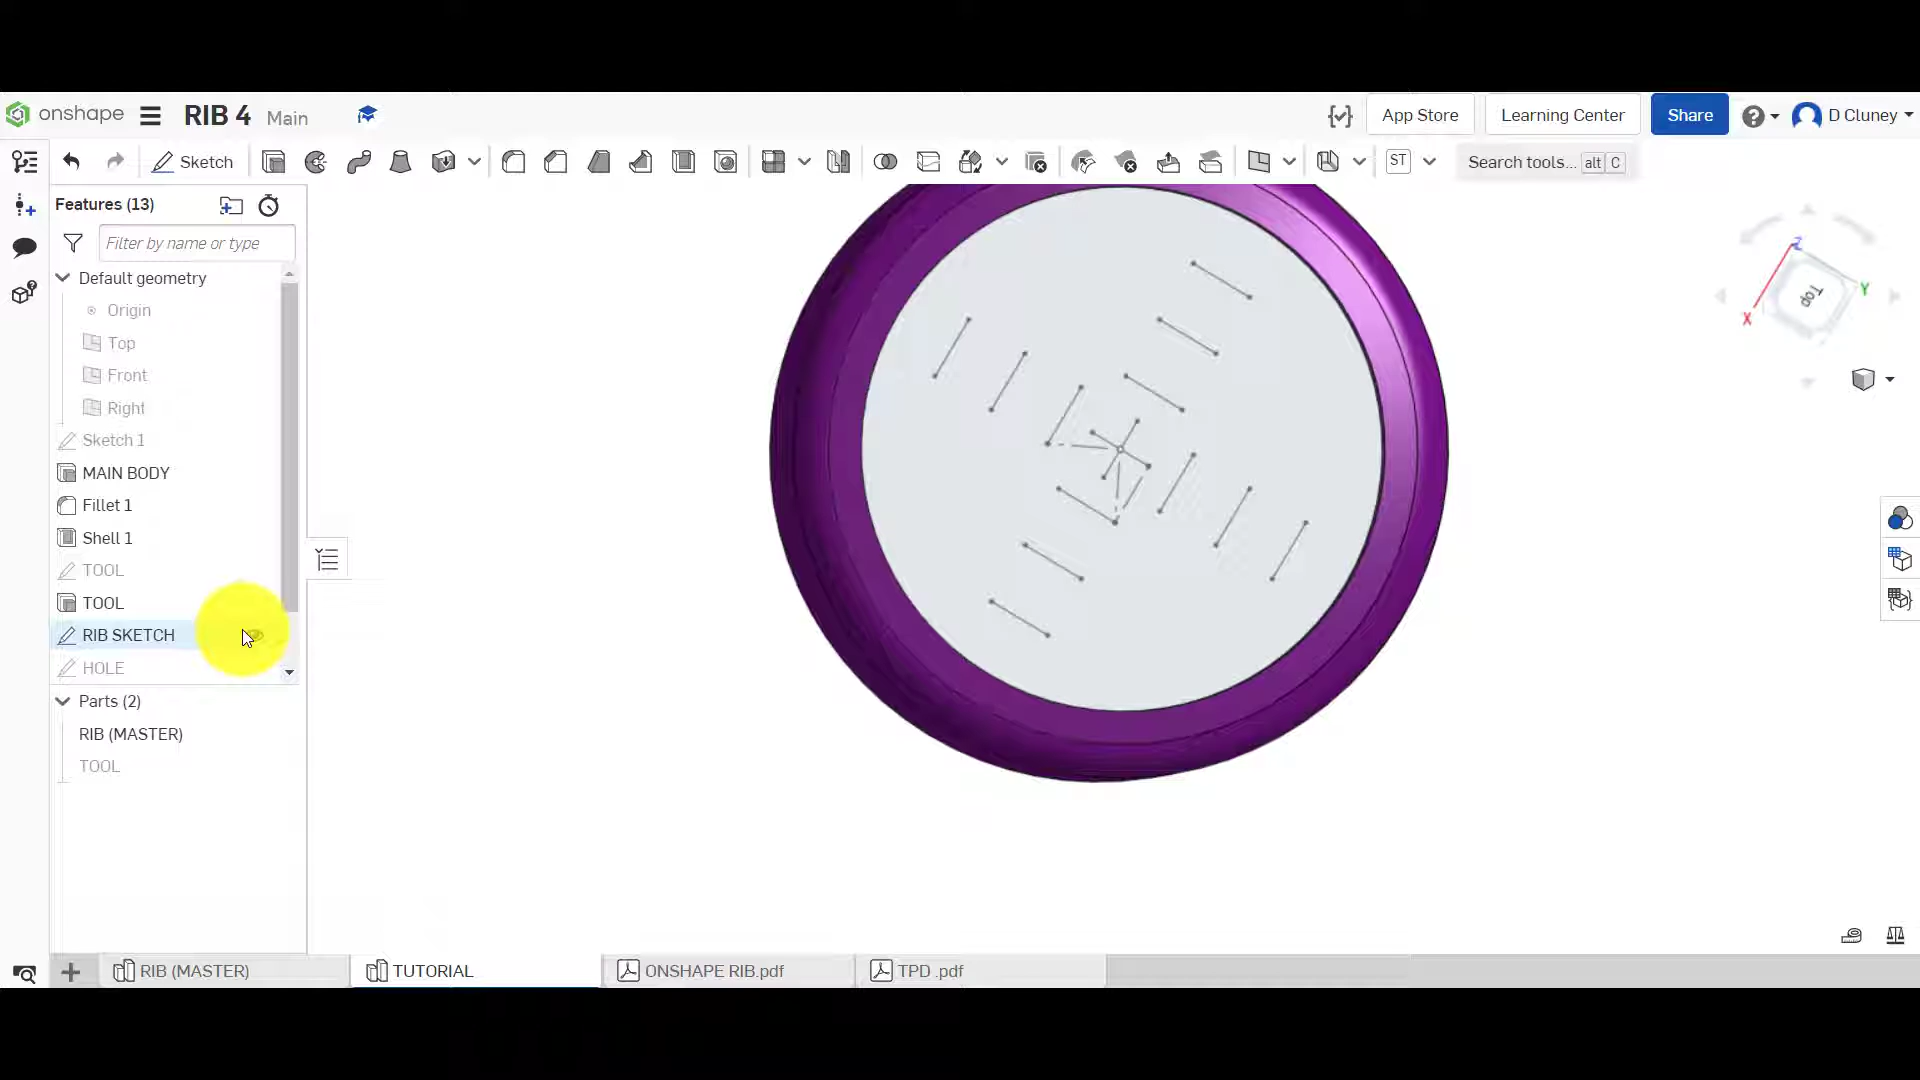 onshape RIB 4 Main App Store Learning Center Share D Cluney
Sketch ST Search tools... alt C
Features (13)
Filter by name or type
Default geometry
Origin
Top
Front
Right
Sketch 1
MAIN BODY
Fillet 1
Shell 1
TOOL
TOOL
RIB SKETCH
HOLE
Parts (2)
RIB (MASTER)
TOOL
Z
Top
Y
X
RIB (MASTER) TUTORIAL ONSHAPE RIB.pdf TPD .pdf